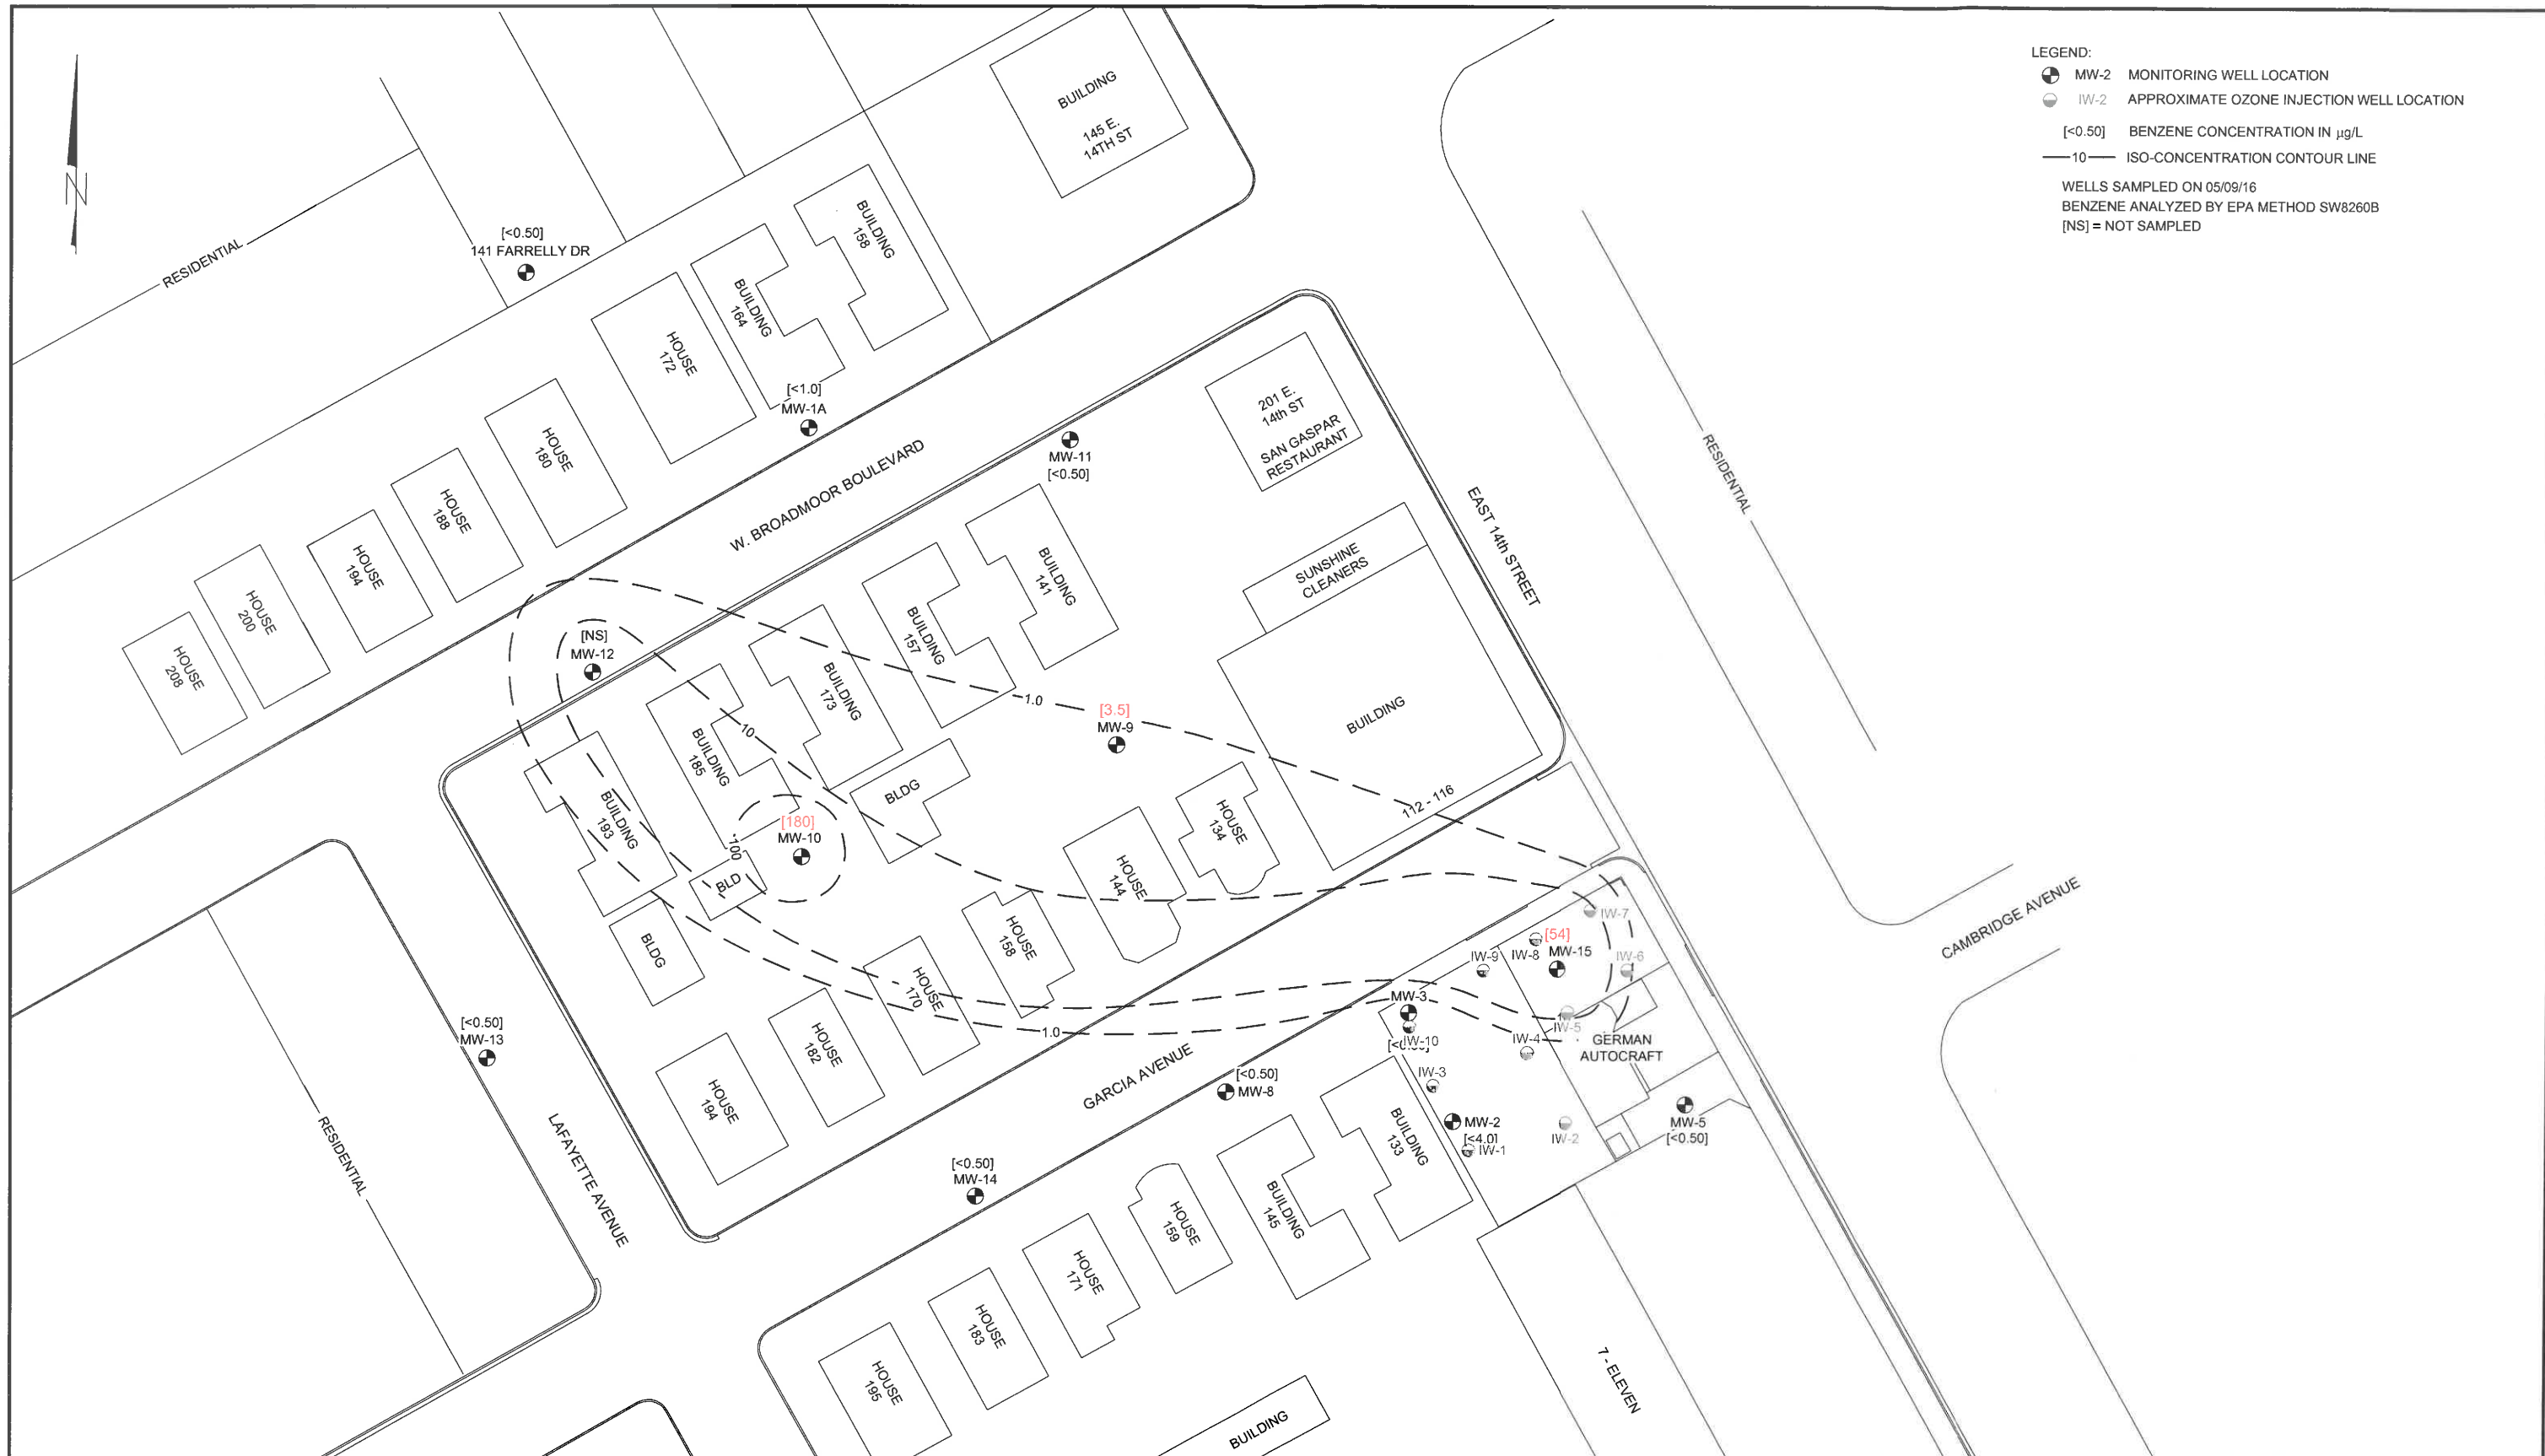 LEGEND:
MW-2 MONITORING WELL LOCATION
IW-2 APPROXIMATE OZONE INJECTION WELL LOCATION
[<0.50] BENZENE CONCENTRATION IN µg/L
10 ISO-CONCENTRATION CONTOUR LINE
WELLS SAMPLED ON 05/09/16
BENZENE ANALYZED BY EPA METHOD SW8260B
[NS] = NOT SAMPLED
N
BUILDING
145 E.
14TH ST
RESIDENTIAL
[<0.50]
141 FARRELLY DR
BUILDING
158
BUILDING
164
HOUSE
172
HOUSE
180
HOUSE
188
HOUSE
194
HOUSE
200
HOUSE
208
[<1.0]
MW-1A
W. BROADMOOR BOULEVARD
MW-11
[<0.50]
201 E.
14th ST
SAN GASPAR
RESTAURANT
EAST 14th STREET
RESIDENTIAL
SUNSHINE
CLEANERS
BUILDING
112 - 116
BUILDING
141
BUILDING
157
BUILDING
173
BUILDING
185
BUILDING
193
[NS]
MW-12
1.0
10
[3.5]
MW-9
BLDG
[180]
MW-10
100
BLD
BLDG
HOUSE
134
HOUSE
144
HOUSE
158
HOUSE
170
HOUSE
182
HOUSE
194
1.0
[<0.50]
MW-13
RESIDENTIAL
LAFAYETTE AVENUE
GARCIA AVENUE
CAMBRIDGE AVENUE
IW-7
[54]
MW-15
IW-8
IW-9
IW-6
MW-3
IW-10
IW-5
IW-4
GERMAN
AUTOCRAFT
IW-3
[<0.50]
MW-8
MW-2
[<4.0]
IW-1
IW-2
MW-5
[<0.50]
[<0.50]
MW-14
BUILDING
133
BUILDING
145
HOUSE
159
HOUSE
171
HOUSE
183
HOUSE
195
7 - ELEVEN
BUILDING